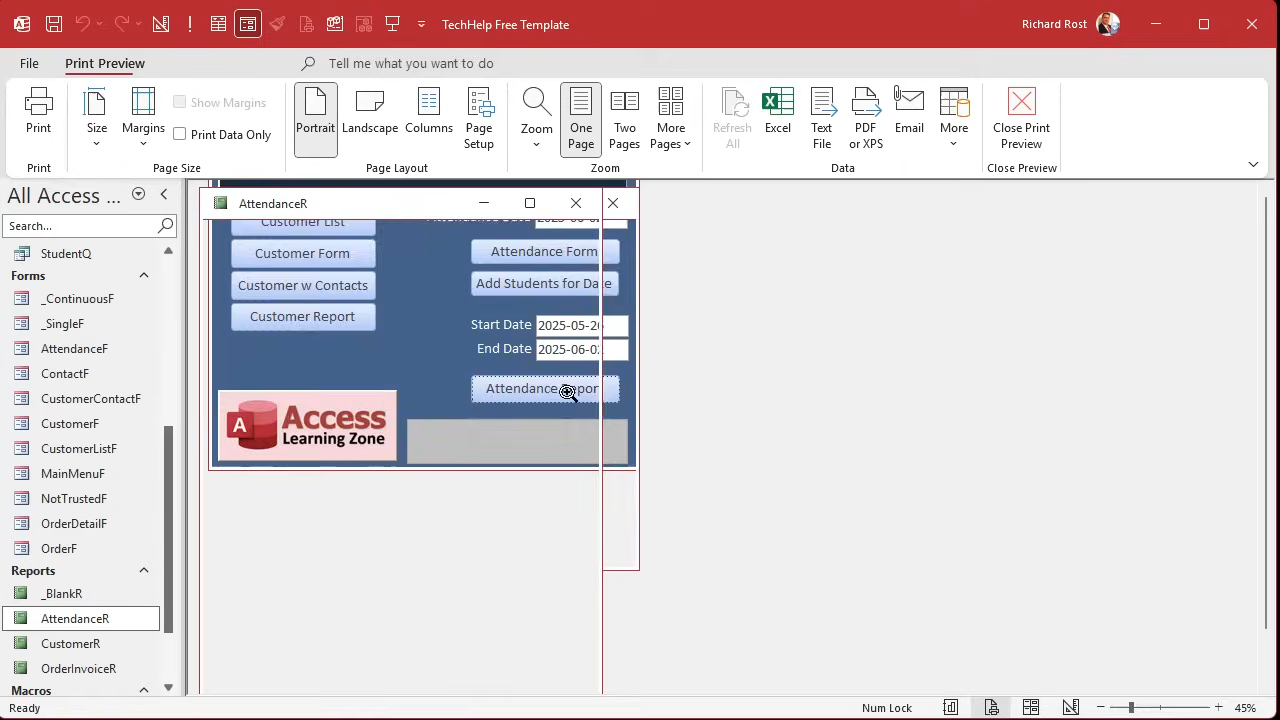 TechHelp Free Template
Richard Rost
File
Print Preview
Tell me what you want to do
Print
Size
Margins
Show Margins
Print Data Only
Portrait
Landscape
Columns
Page Setup
Zoom
One Page
Two Pages
More Pages
Refresh All
Excel
Text File
PDF or XPS
Email
More
Close Print Preview
Print
Page Size
Page Layout
Zoom
Data
Close Preview
All Access ...
Search...
StudentQ
Forms
_ContinuousF
_SingleF
AttendanceF
ContactF
CustomerContactF
CustomerF
CustomerListF
MainMenuF
NotTrustedF
OrderDetailF
OrderF
Reports
_BlankR
AttendanceR
CustomerR
OrderInvoiceR
Macros
AttendanceR
Customer List
Customer Form
Customer w Contacts
Customer Report
Attendance Form
Add Students for Date
Start Date 2025-05-26
End Date 2025-06-02
Attendance Report
A Access
Learning Zone
Ready
Num Lock
45%